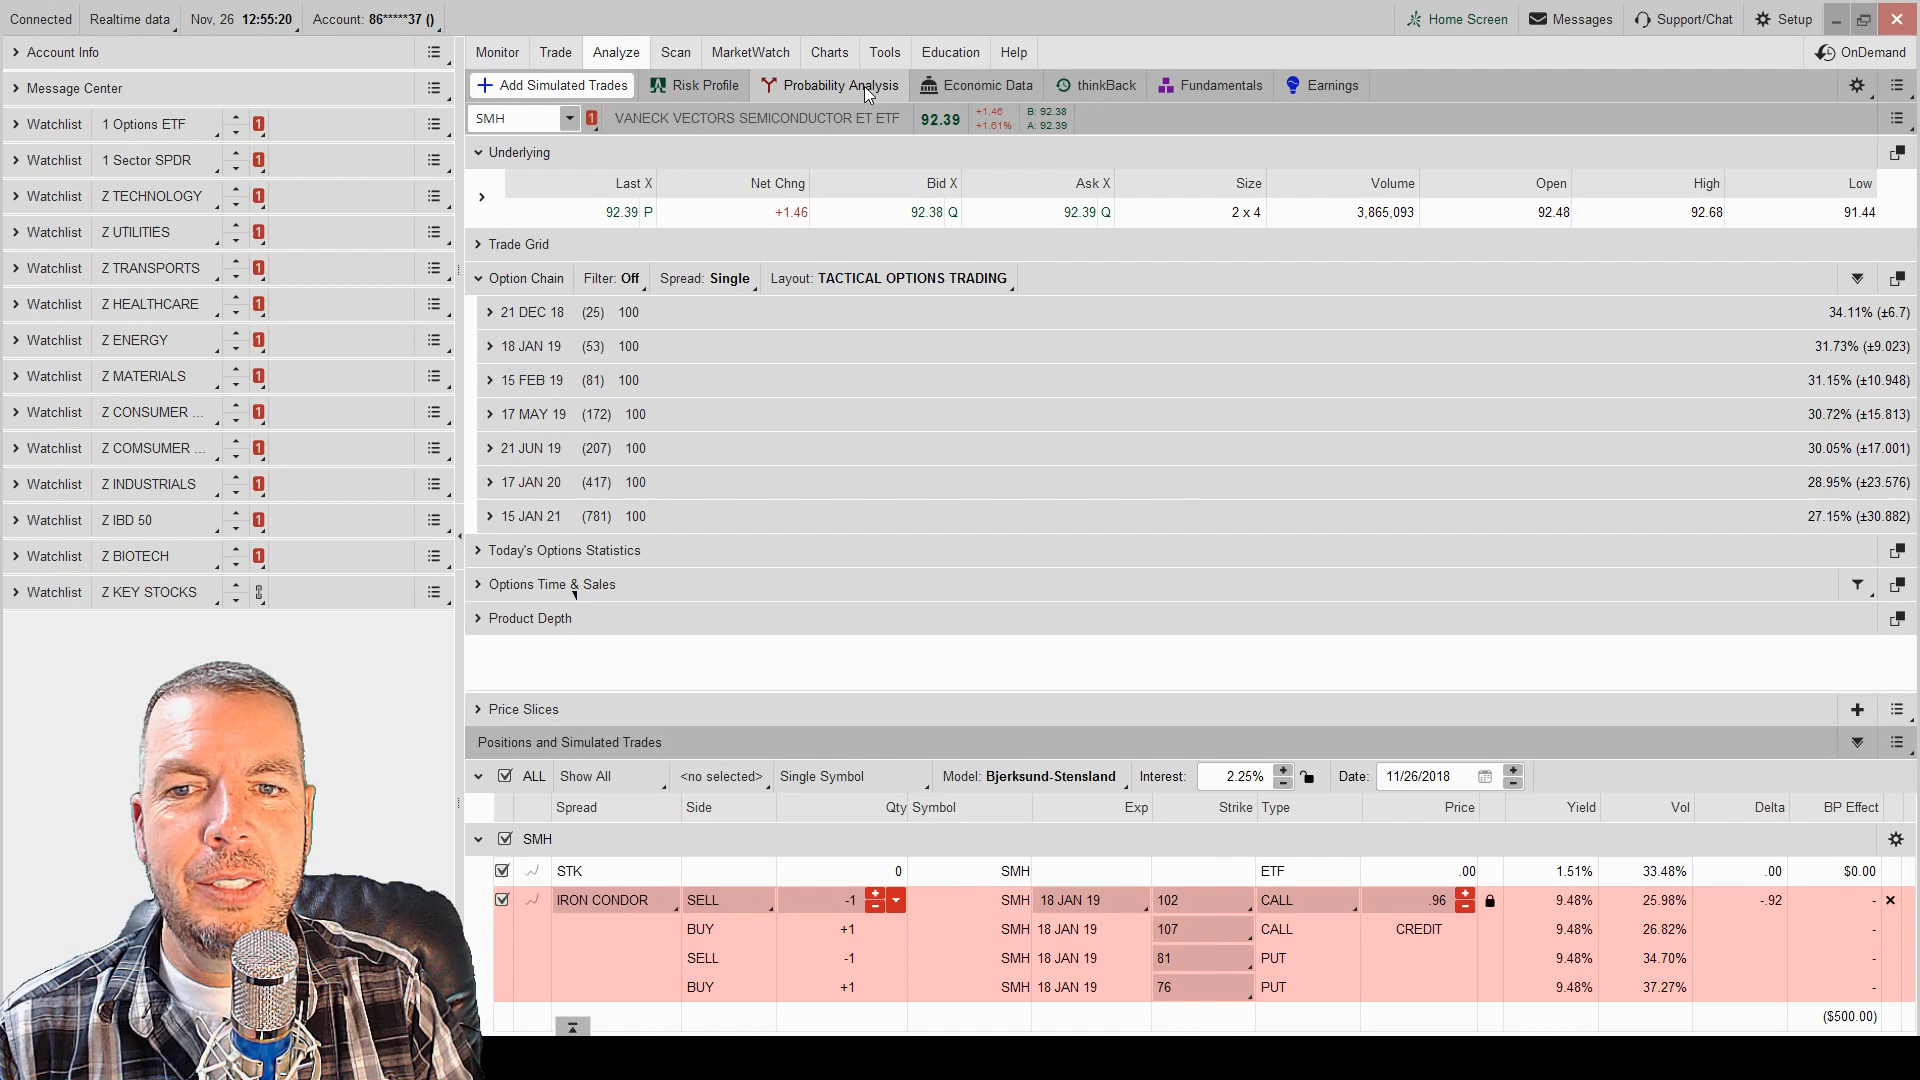 Connected Realtime data Nov, 26 12:55:20 Account: 86*****37 () Home Screen Messages Support/Chat Setup
Account Info
Message Center
Watchlist 1 Options ETF 1
Watchlist 1 Sector SPDR 1
Watchlist Z TECHNOLOGY 1
Watchlist Z UTILITIES 1
Watchlist Z TRANSPORTS 1
Watchlist Z HEALTHCARE 1
Watchlist Z ENERGY 1
Watchlist Z MATERIALS 1
Watchlist Z CONSUMER ... 1
Watchlist Z COMSUMER ... 1
Watchlist Z INDUSTRIALS 1
Watchlist Z IBD 50 1
Watchlist Z BIOTECH 1
Watchlist Z KEY STOCKS
Monitor Trade Analyze Scan MarketWatch Charts Tools Education Help OnDemand
Add Simulated Trades Risk Profile Probability Analysis Economic Data thinkBack Fundamentals Earnings
SMH 1 VANECK VECTORS SEMICONDUCTOR ET ETF 92.39 +1.46 +1.61% B: 92.38 A: 92.39
Underlying
Last X Net Chng Bid X Ask X Size Volume Open High Low
92.39 P +1.46 92.38 Q 92.39 Q 2 x 4 3,865,093 92.48 92.68 91.44
Trade Grid
Option Chain Filter: Off Spread: Single Layout: TACTICAL OPTIONS TRADING
21 DEC 18 (25) 100 34.11% (±6.7)
18 JAN 19 (53) 100 31.73% (±9.023)
15 FEB 19 (81) 100 31.15% (±10.948)
17 MAY 19 (172) 100 30.72% (±15.813)
21 JUN 19 (207) 100 30.05% (±17.001)
17 JAN 20 (417) 100 28.95% (±23.576)
15 JAN 21 (781) 100 27.15% (±30.882)
Today's Options Statistics
Options Time & Sales
Product Depth
Price Slices
Positions and Simulated Trades
ALL Show All <no selected> Single Symbol Model: Bjerksund-Stensland Interest: 2.25% Date: 11/26/2018
Spread Side Qty Symbol Exp Strike Type Price Yield Vol Delta BP Effect
SMH
STK 0 SMH ETF .00 1.51% 33.48% .00 $0.00
IRON CONDOR SELL -1 SMH 18 JAN 19 102 CALL .96 9.48% 25.98% -.92 -
BUY +1 SMH 18 JAN 19 107 CALL CREDIT 9.48% 26.82% -
SELL -1 SMH 18 JAN 19 81 PUT 9.48% 34.70% -
BUY +1 SMH 18 JAN 19 76 PUT 9.48% 37.27% -
($500.00)